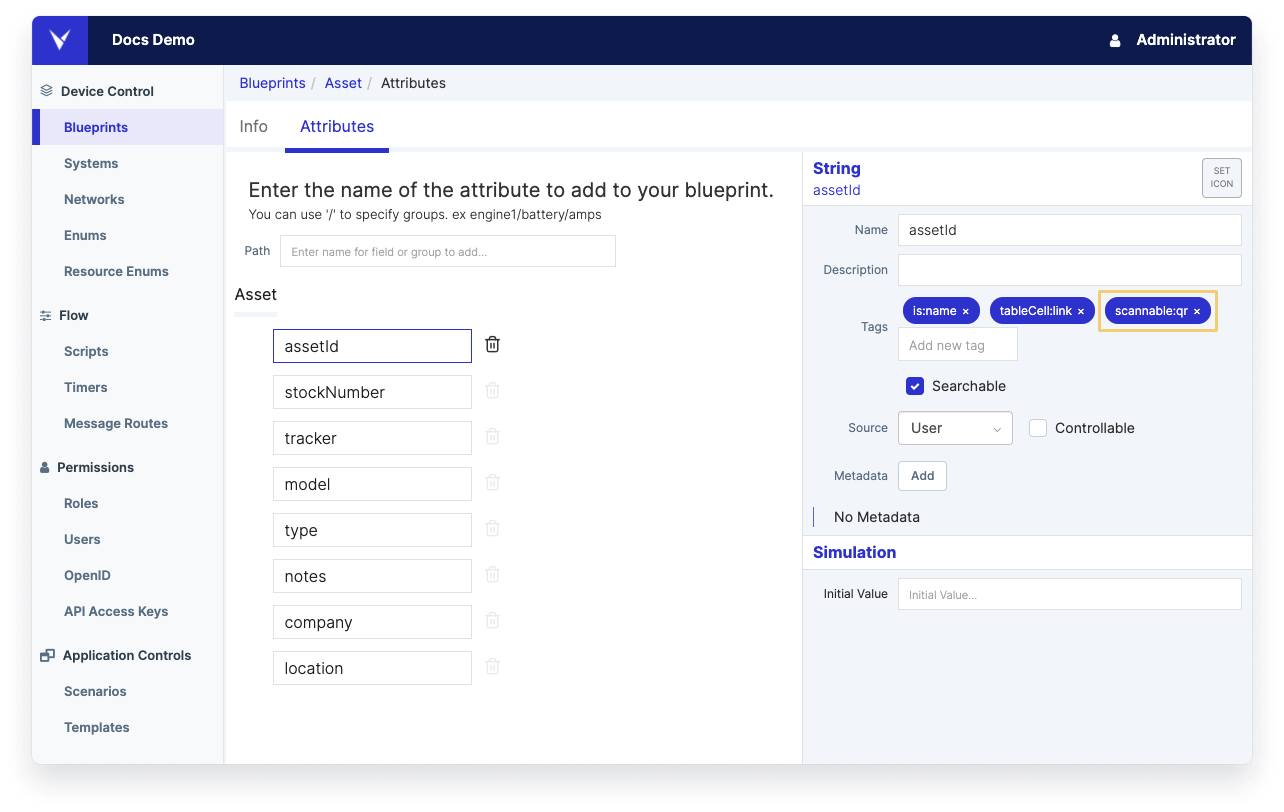 Docs Demo
Administrator
Device Control
Blueprints
Systems
Networks
Enums
Resource Enums
Flow
Scripts
Timers
Message Routes
Permissions
Roles
Users
OpenID
API Access Keys
Application Controls
Scenarios
Templates
Blueprints / Asset / Attributes
Info Attributes
Enter the name of the attribute to add to your blueprint.
You can use '/' to specify groups. ex engine1/battery/amps
Path Enter name for field or group to add...
Asset
assetId
stockNumber
tracker
model
type
notes
company
location
String
assetId
SET
ICON
Name assetId
Description
Tags
is:name × tableCell:link × scannable:qr ×
Add new tag
Searchable
Source User Controllable
Metadata Add
No Metadata
Simulation
Initial Value Initial Value...